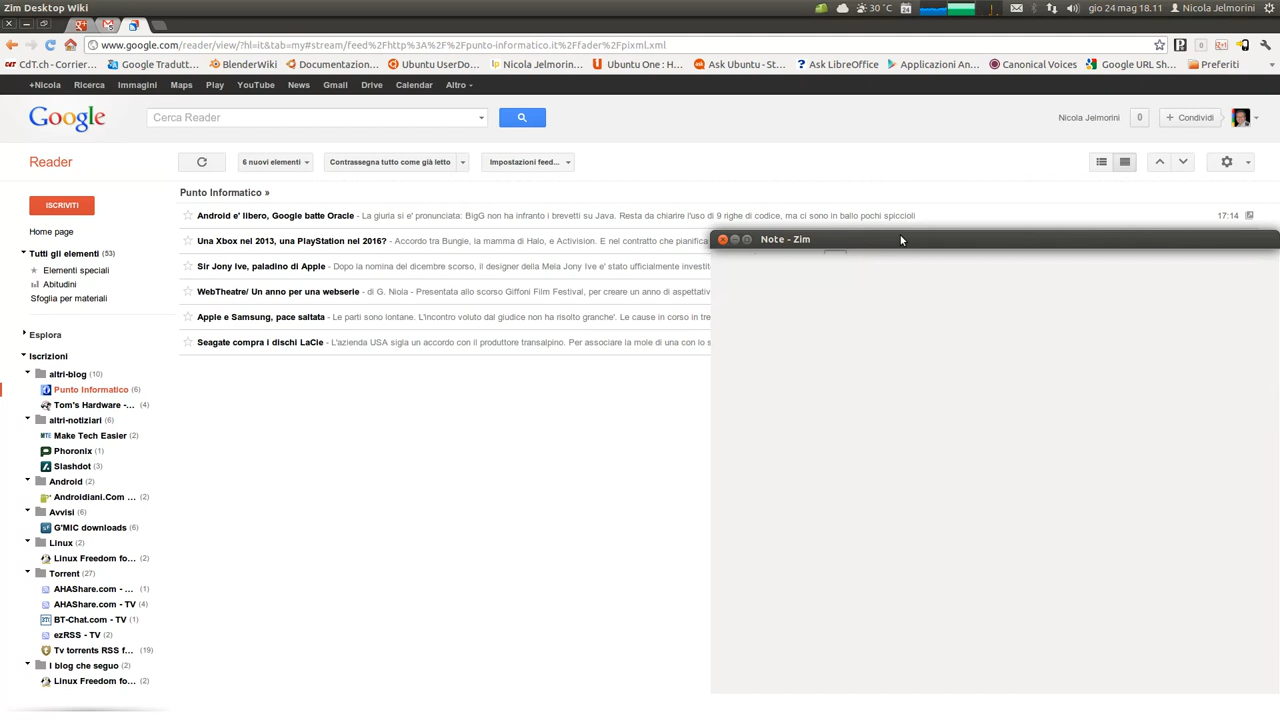 Zim Desktop Wiki
30 °C
24
gio 24 mag 18.11
Nicola Jelmorini
www.google.com/reader/view/?hl=it&tab=my#stream/feed%2Fhttp%3A%2F%2Fpunto-informatico.it%2Ffader%2Fpixml.xml
CdT.ch - Corrier... Google Tradutt... BlenderWiki Documentazion... Ubuntu UserDo... Nicola Jelmorin... Ubuntu One : H... Ask Ubuntu - St... Ask LibreOffice Applicazioni An... Canonical Voices Google URL Sh... Preferiti
+Nicola Ricerca Immagini Maps Play YouTube News Gmail Drive Calendar Altro
Google
Cerca Reader
Nicola Jelmorini 0 + Condividi
Reader
6 nuovi elementi
Contrassegna tutto come già letto
Impostazioni feed...
ISCRIVITI
Home page
Tutti gli elementi (53)
Elementi speciali
Abitudini
Sfoglia per materiali
Esplora
Iscrizioni
altri-blog (10)
Punto Informatico (6)
Tom's Hardware -... (4)
altri-notiziari (6)
Make Tech Easier (2)
Phoronix (1)
Slashdot (3)
Android (2)
Androidiani.Com ... (2)
Avvisi (6)
G'MIC downloads (6)
Linux (2)
Linux Freedom fo... (2)
Torrent (27)
AHAShare.com - ... (1)
AHAShare.com - TV (4)
BT-Chat.com - TV (1)
ezRSS - TV (2)
Tv torrents RSS f... (19)
I blog che seguo (2)
Linux Freedom fo... (2)
Punto Informatico »
Android e' libero, Google batte Oracle - La giuria si e' pronunciata: BigG non ha infranto i brevetti su Java. Resta da chiarire l'uso di 9 righe di codice, ma ci sono in ballo pochi spiccioli 17:14
Una Xbox nel 2013, una PlayStation nel 2016? - Accordo tra Bungie, la mamma di Halo, e Activision. E nel contratto che pianifica
Sir Jony Ive, paladino di Apple - Dopo la nomina del dicembre scorso, il designer della Mela Jony Ive e' stato ufficialmente investit
WebTheatre/ Un anno per una webserie - di G. Niola - Presentata allo scorso Giffoni Film Festival, per creare un anno di aspettativ
Apple e Samsung, pace saltata - Le parti sono lontane. L'incontro voluto dal giudice non ha risolto granche'. Le cause in corso in tre
Seagate compra i dischi LaCie - L'azienda USA sigla un accordo con il produttore transalpino. Per associare la mole di una con lo s
Note - Zim